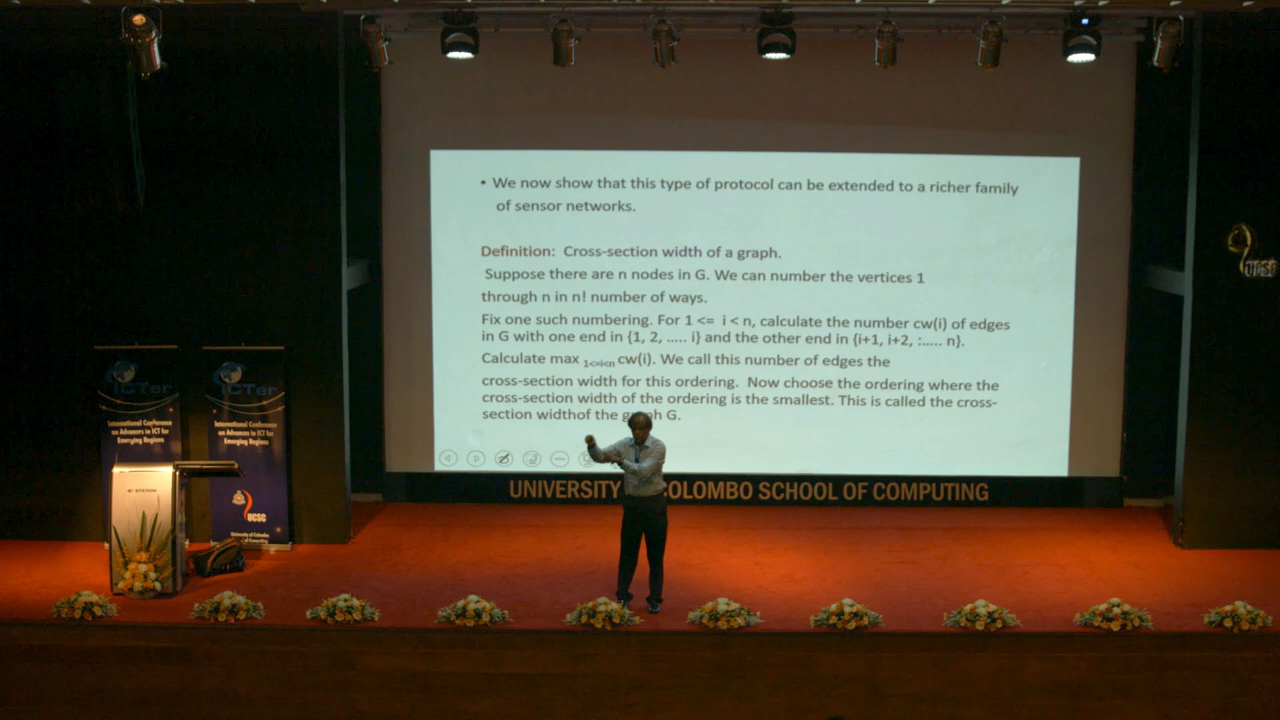 • We now show that this type of protocol can be extended to a richer family
of sensor networks.
Definition: Cross-section width of a graph.
Suppose there are n nodes in G. We can number the vertices 1
through n in n! number of ways.
Fix one such numbering. For 1 <= i < n, calculate the number cw(i) of edges
in G with one end in {1, 2, ..... i} and the other end in {i+1, i+2, :..... n}.
Calculate max 1<=i<n cw(i). We call this number of edges the
cross-section width for this ordering. Now choose the ordering where the
cross-section width of the ordering is the smallest. This is called the cross-
section widthof the G.
UNIVERSITY COLOMBO SCHOOL OF COMPUTING
ICTer
International Conference
on Advances in ICT for
Emerging Regions
ICTer
International Conference
on Advances in ICT for
Emerging Regions
UCSC
University of Colombo
of Computing
UCSC